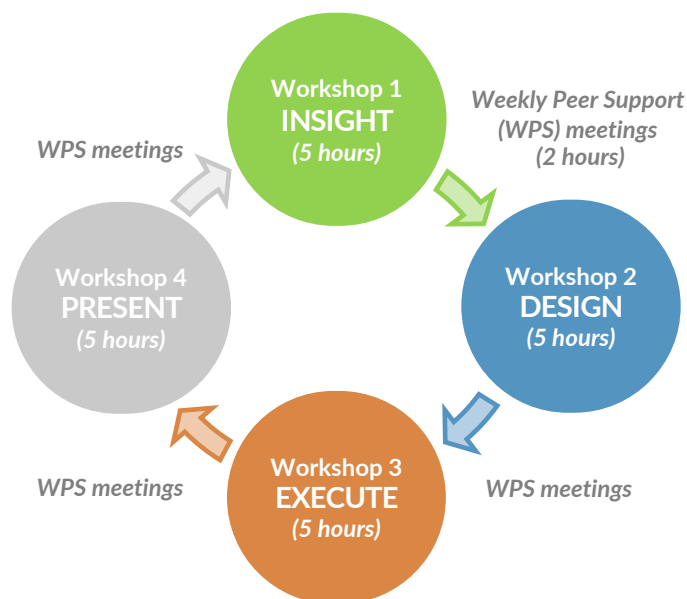 Workshop 1
INSIGHT
(5 hours)
Weekly Peer Support
(WPS) meetings
(2 hours)
WPS meetings
Workshop 4
PRESENT
(5 hours)
Workshop 2
DESIGN
(5 hours)
Workshop 3
EXECUTE
(5 hours)
WPS meetings
WPS meetings